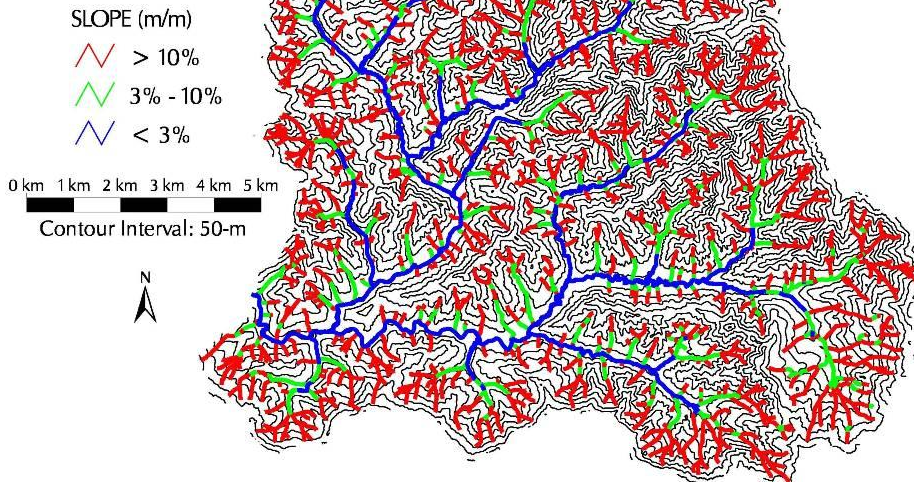 SLOPE (m/m)
> 10%
3% - 10%
< 3%
0 km 1 km 2 km 3 km 4 km 5 km
Contour Interval: 50-m
N